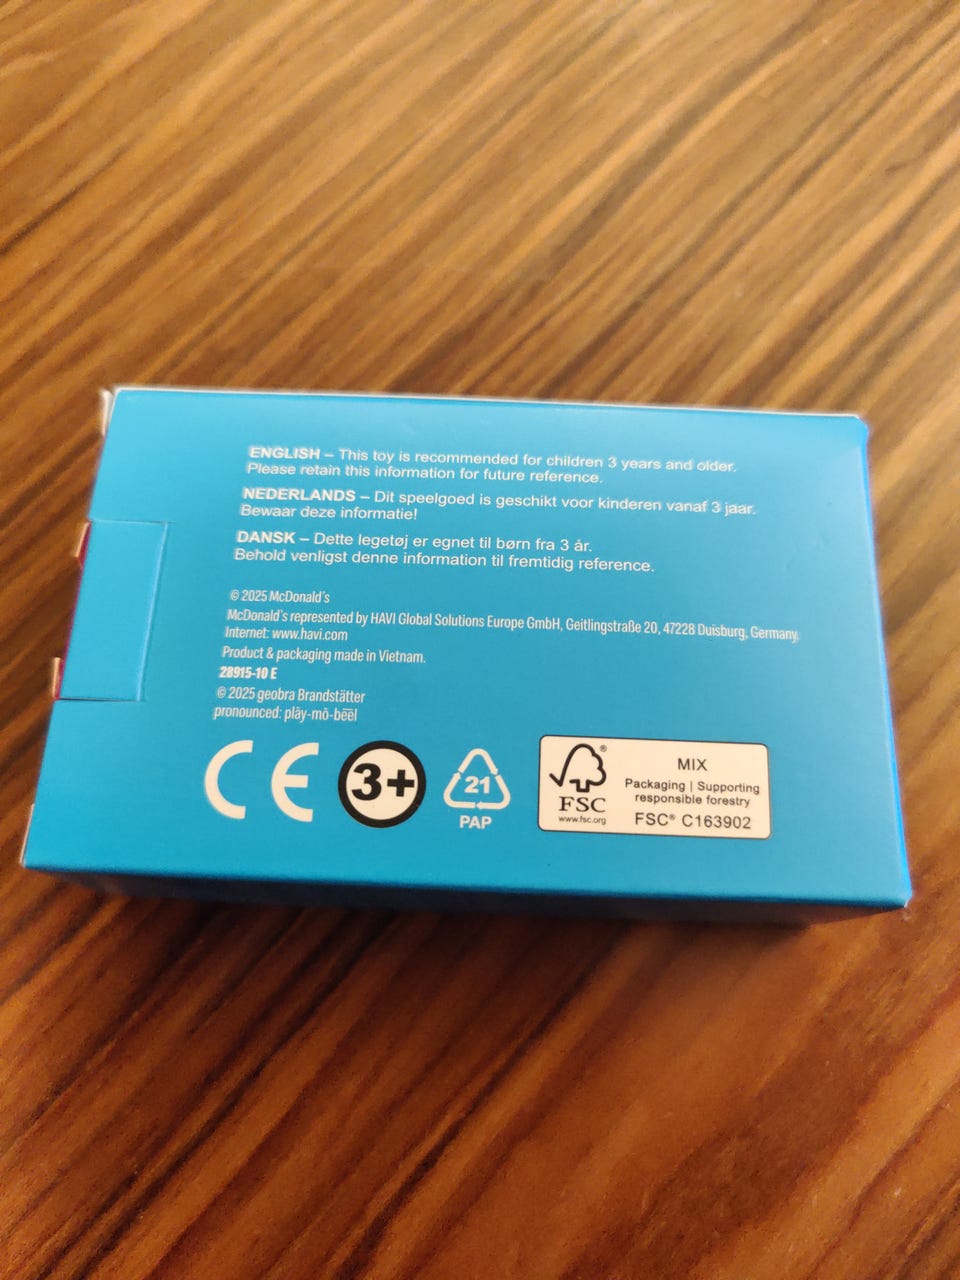 ENGLISH – This toy is recommended for children 3 years and older.
Please retain this information for future reference.
NEDERLANDS – Dit speelgoed is geschikt voor kinderen vanaf 3 jaar.
Bewaar deze informatie!
DANSK – Dette legetøj er egnet til børn fra 3 år.
Behold venligst denne information til fremtidig reference.
© 2025 McDonald's
McDonald's represented by HAVI Global Solutions Europe GmbH, Geitlingstraße 20, 47228 Duisburg, Germany.
Internet: www.havi.com
Product & packaging made in Vietnam.
28915-10 E
© 2025 geobra Brandstätter
pronounced: plāy-mō-bēēl
CE
3+
21
PAP
FSC®
www.fsc.org
MIX
Packaging | Supporting
responsible forestry
FSC® C163902